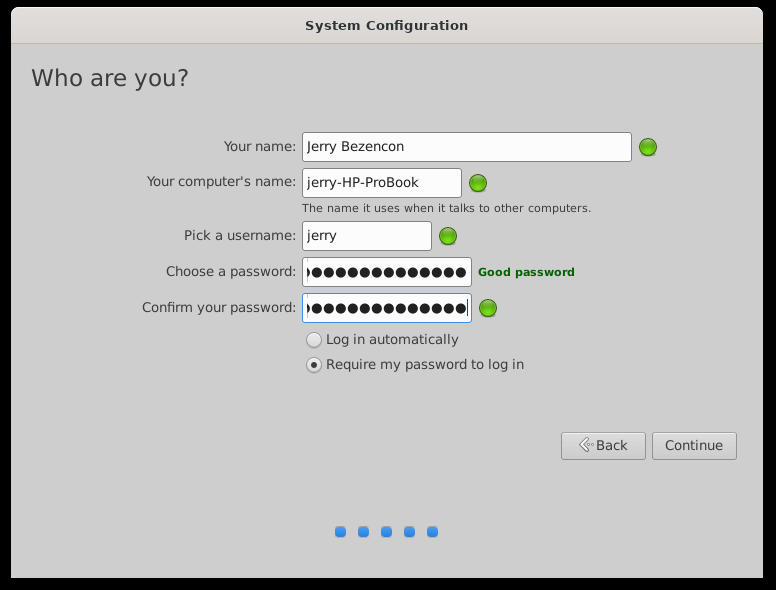 System Configuration
Who are you?
Your name: Jerry Bezencon
Your computer's name: jerry-HP-ProBook
The name it uses when it talks to other computers.
Pick a username: jerry
Choose a password: ●●●●●●●●●●●●●● Good password
Confirm your password: ●●●●●●●●●●●●●●
Log in automatically
Require my password to log in
Back Continue